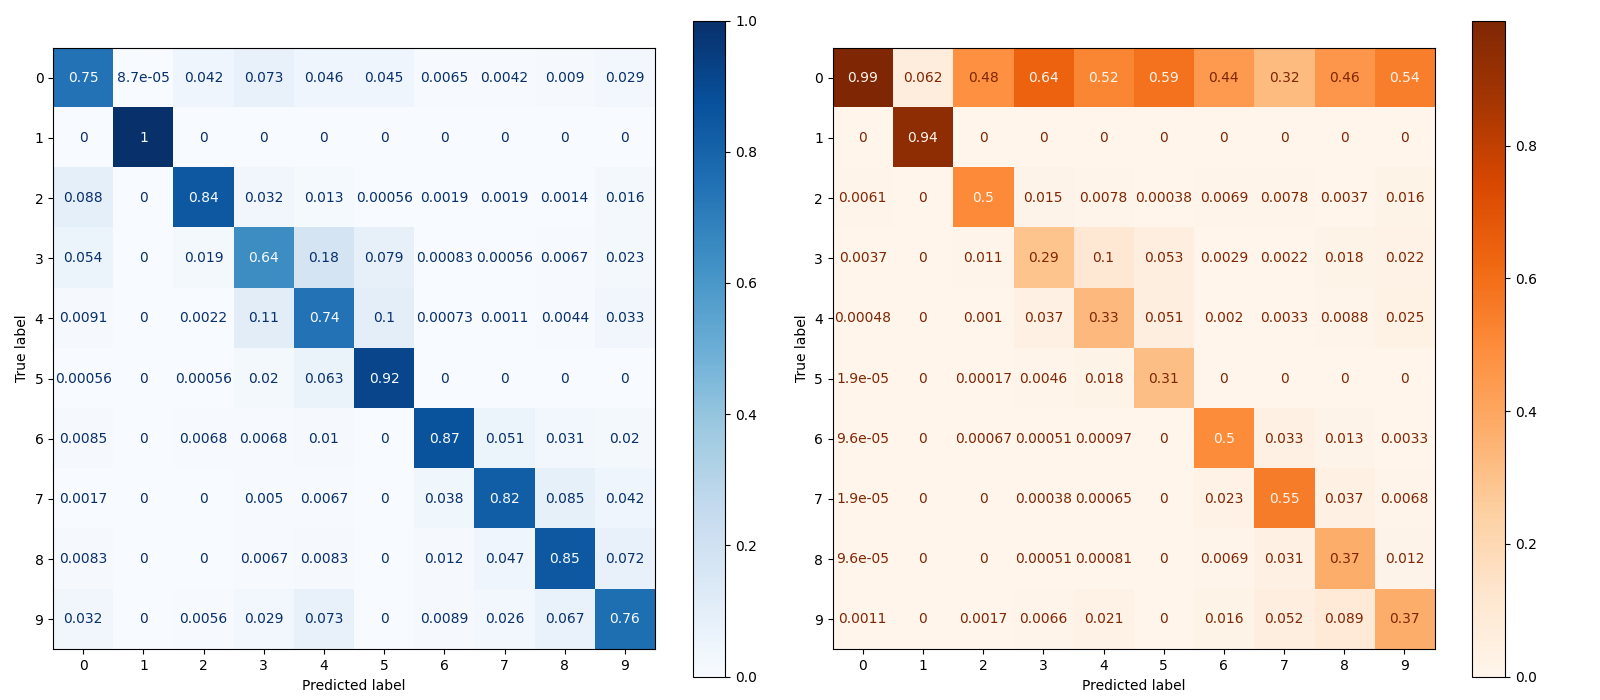 0 0.75 8.7e-05 0.042 0.073 0.046 0.045 0.0065 0.0042 0.009 0.029
1 0 1 0 0 0 0 0 0 0 0
2 0.088 0 0.84 0.032 0.013 0.00056 0.0019 0.0019 0.0014 0.016
3 0.054 0 0.019 0.64 0.18 0.079 0.00083 0.00056 0.0067 0.023
4 0.0091 0 0.0022 0.11 0.74 0.1 0.00073 0.0011 0.0044 0.033
5 0.00056 0 0.00056 0.02 0.063 0.92 0 0 0 0
6 0.0085 0 0.0068 0.0068 0.01 0 0.87 0.051 0.031 0.02
7 0.0017 0 0 0.005 0.0067 0 0.038 0.82 0.085 0.042
8 0.0083 0 0 0.0067 0.0083 0 0.012 0.047 0.85 0.072
9 0.032 0 0.0056 0.029 0.073 0 0.0089 0.026 0.067 0.76
0 1 2 3 4 5 6 7 8 9
Predicted label
True label
1.0
0.8
0.6
0.4
0.2
0.0
0 0.99 0.062 0.48 0.64 0.52 0.59 0.44 0.32 0.46 0.54
1 0 0.94 0 0 0 0 0 0 0 0
2 0.0061 0 0.5 0.015 0.0078 0.00038 0.0069 0.0078 0.0037 0.016
3 0.0037 0 0.011 0.29 0.1 0.053 0.0029 0.0022 0.018 0.022
4 0.00048 0 0.001 0.037 0.33 0.051 0.002 0.0033 0.0088 0.025
5 1.9e-05 0 0.00017 0.0046 0.018 0.31 0 0 0 0
6 9.6e-05 0 0.00067 0.00051 0.00097 0 0.5 0.033 0.013 0.0033
7 1.9e-05 0 0 0.00038 0.00065 0 0.023 0.55 0.037 0.0068
8 9.6e-05 0 0 0.00051 0.00081 0 0.0069 0.031 0.37 0.012
9 0.0011 0 0.0017 0.0066 0.021 0 0.016 0.052 0.089 0.37
0 1 2 3 4 5 6 7 8 9
Predicted label
True label
0.8
0.6
0.4
0.2
0.0